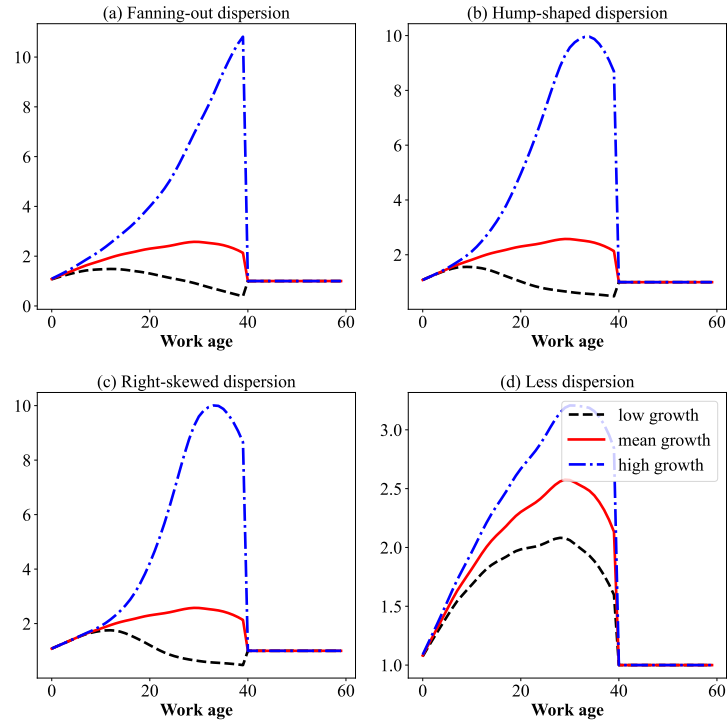 (a) Fanning-out dispersion
10
8
6
4
2
0
0 20 40 60
Work age
(b) Hump-shaped dispersion
10
8
6
4
2
0 20 40 60
Work age
(c) Right-skewed dispersion
10
8
6
4
2
0 20 40 60
Work age
(d) Less dispersion
low growth
mean growth
high growth
3.0
2.5
2.0
1.5
1.0
0 20 40 60
Work age